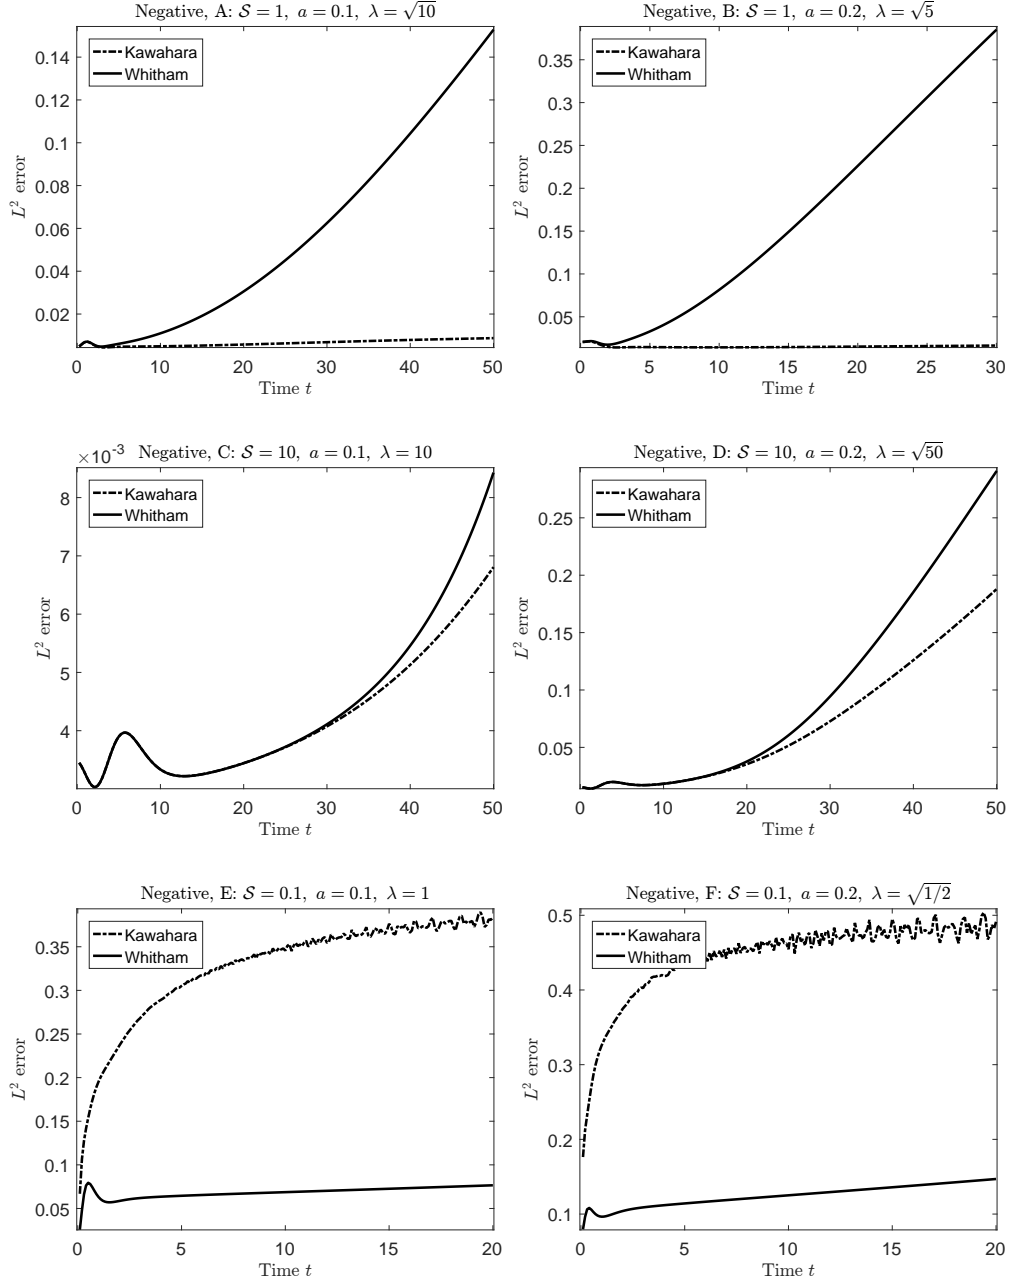 Negative, A: 𝒮 = 1, a = 0.1, λ = √10
Kawahara
Whitham
0.14
0.12
0.1
0.08
0.06
0.04
0.02
L² error
0 10 20 30 40 50
Time t
Negative, B: 𝒮 = 1, a = 0.2, λ = √5
Kawahara
Whitham
0.35
0.3
0.25
0.2
0.15
0.1
0.05
L² error
0 5 10 15 20 25 30
Time t
×10⁻³
Negative, C: 𝒮 = 10, a = 0.1, λ = 10
Kawahara
Whitham
8
7
6
5
4
L² error
0 10 20 30 40 50
Time t
Negative, D: 𝒮 = 10, a = 0.2, λ = √50
Kawahara
Whitham
0.25
0.2
0.15
0.1
0.05
L² error
0 10 20 30 40 50
Time t
Negative, E: 𝒮 = 0.1, a = 0.1, λ = 1
Kawahara
Whitham
0.35
0.3
0.25
0.2
0.15
0.1
0.05
L² error
0 5 10 15 20
Time t
Negative, F: 𝒮 = 0.1, a = 0.2, λ = √1/2
Kawahara
Whitham
0.5
0.4
0.3
0.2
0.1
L² error
0 5 10 15 20
Time t